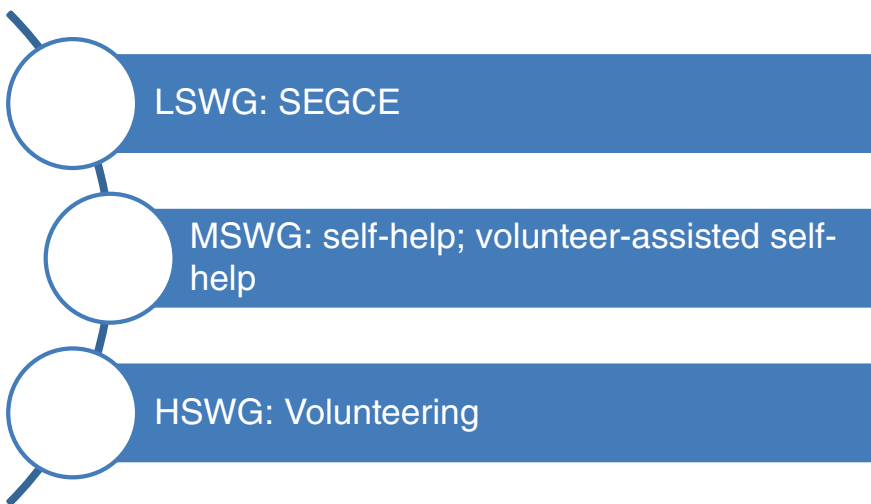 LSWG: SEGCE
MSWG: self-help; volunteer-assisted self-
help
HSWG: Volunteering